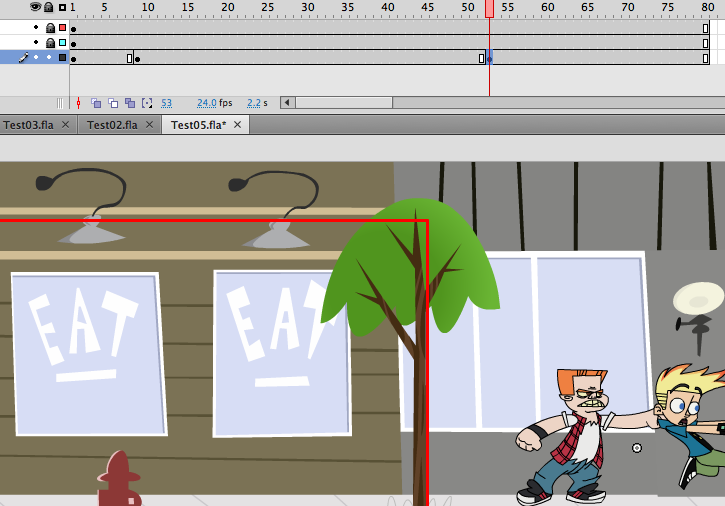 1 5 10 15 20 25 30 35 40 45 50 55 60 65 70 75 80
53 24.0 fps 2.2 s
Test03.fla × Test02.fla × Test05.fla* ×
EAT EAT